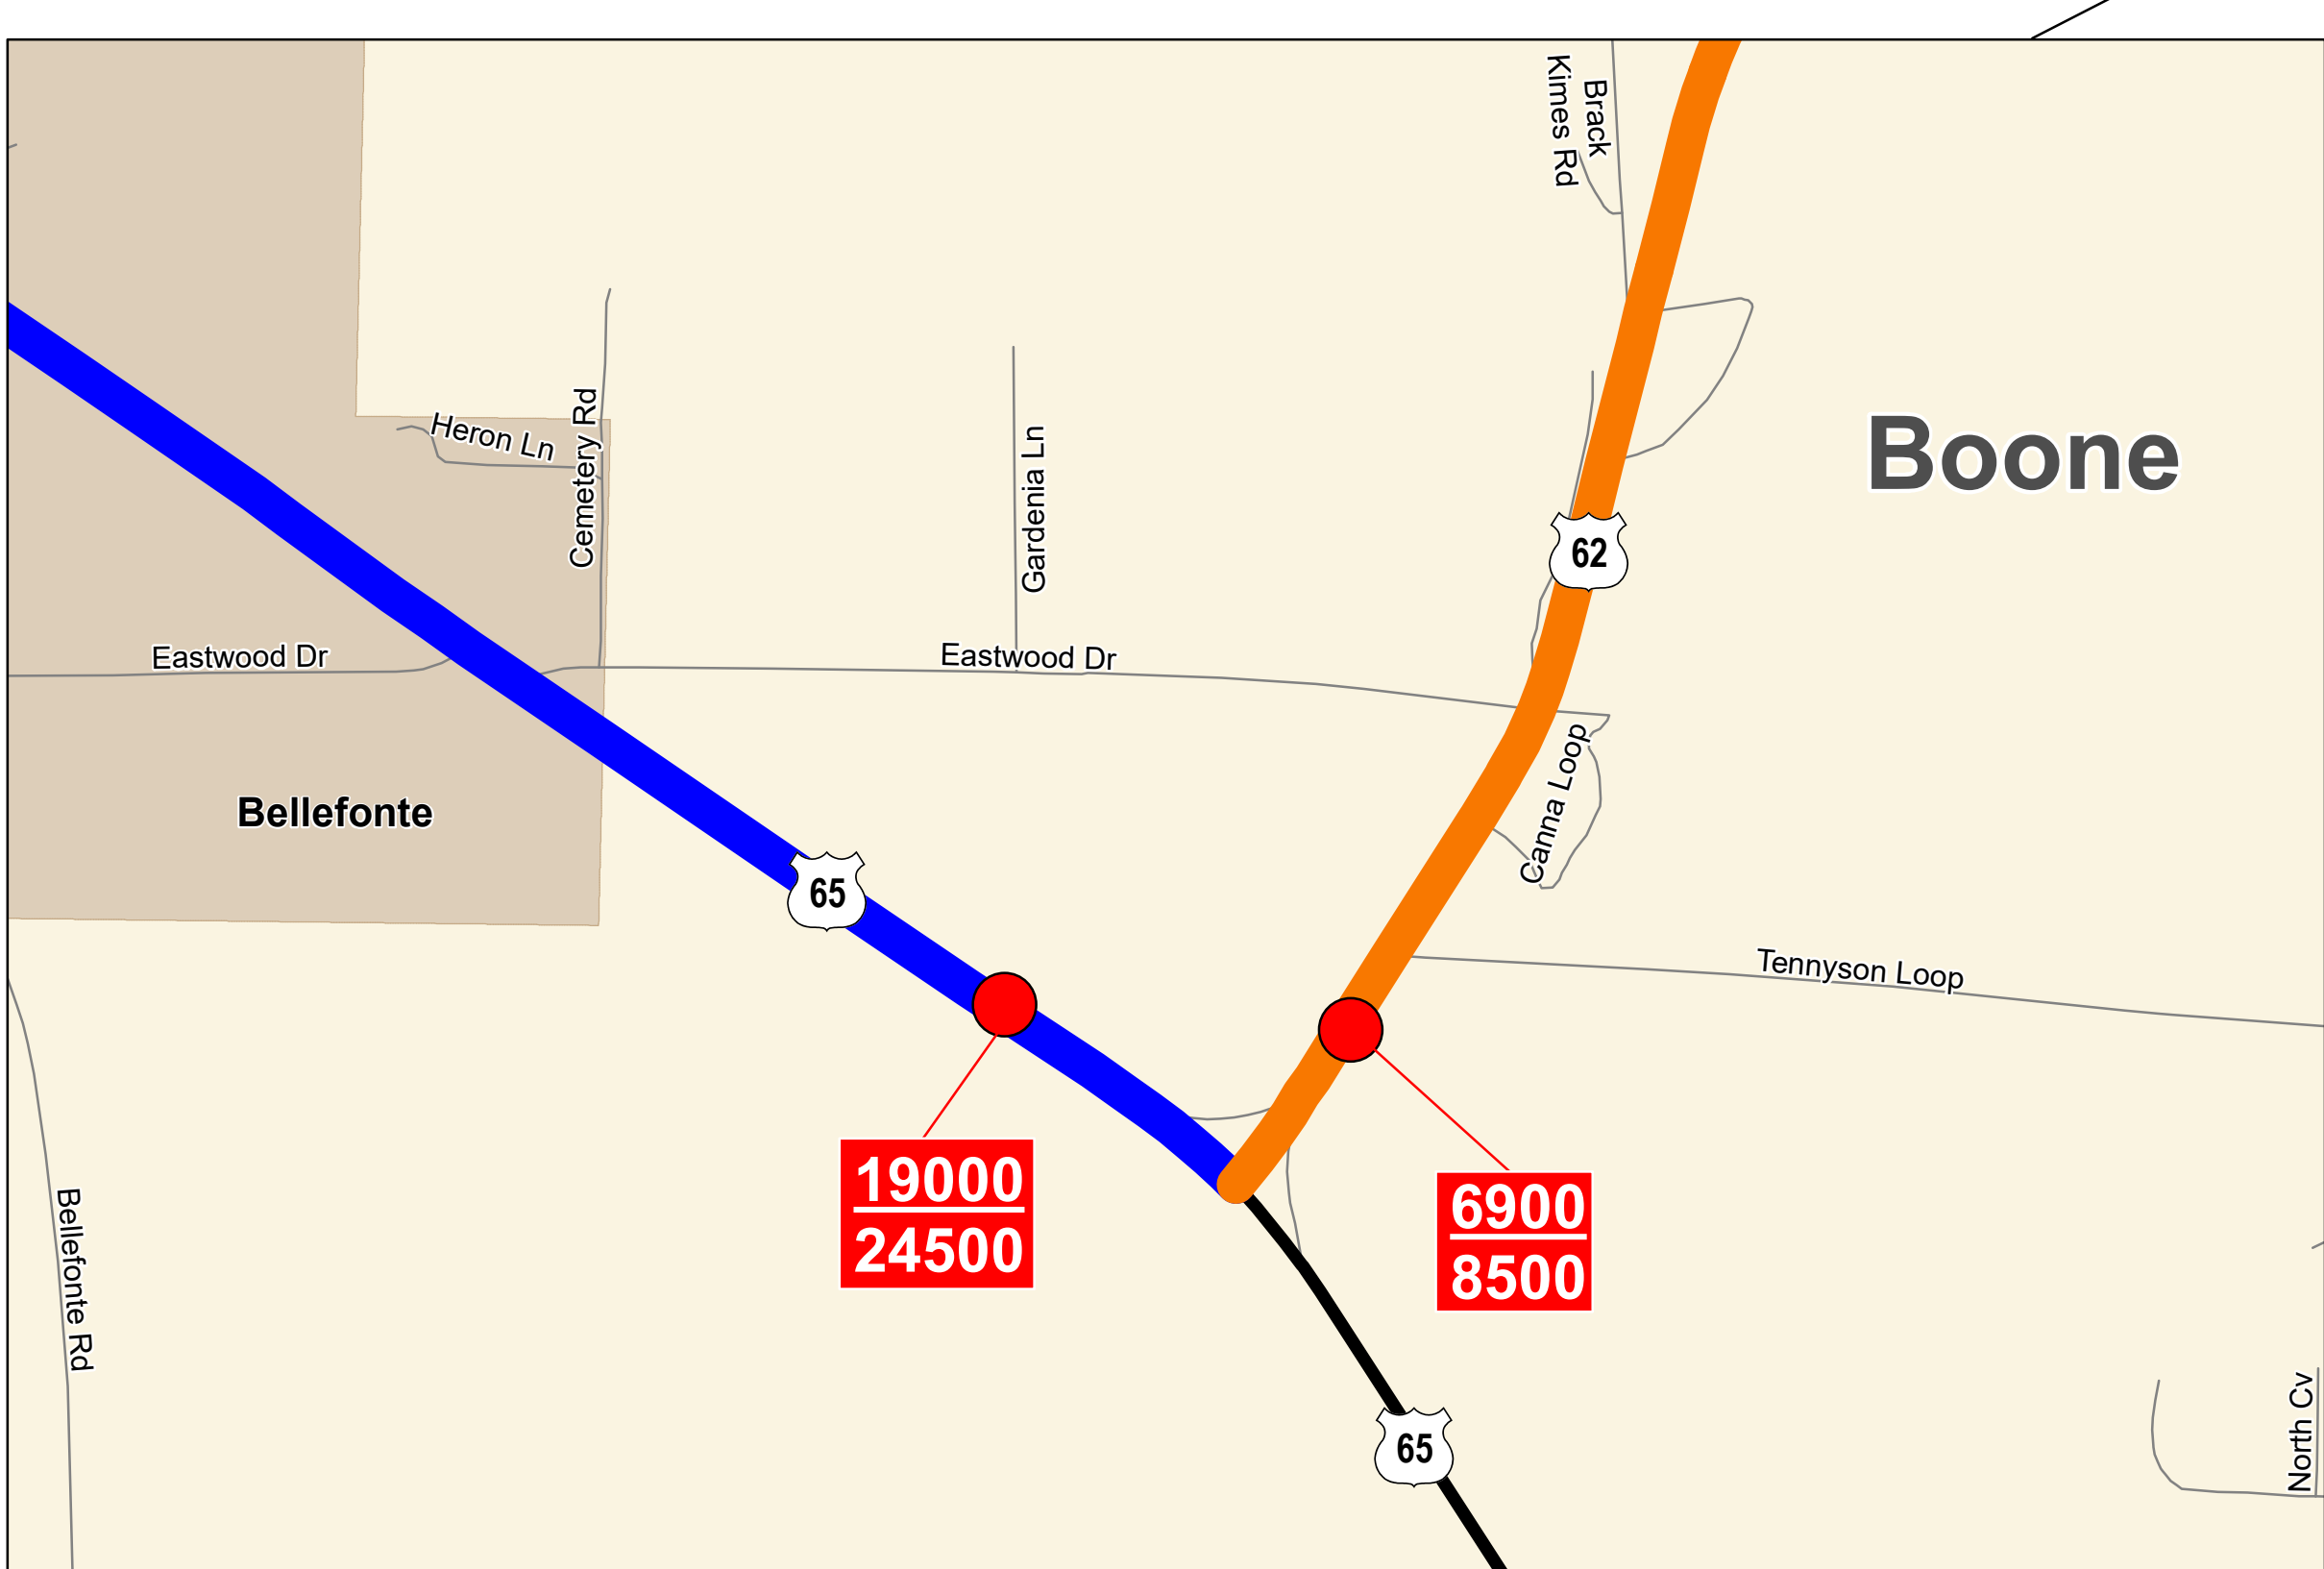 Brack
Kimes Rd
Boone
Heron Ln
Cemetery Rd
Gardenia Ln
62
Eastwood Dr
Eastwood Dr
Canna Loop
Bellefonte
65
Tennyson Loop
19000
24500
6900
8500
Bellefonte Rd
65
North Cv